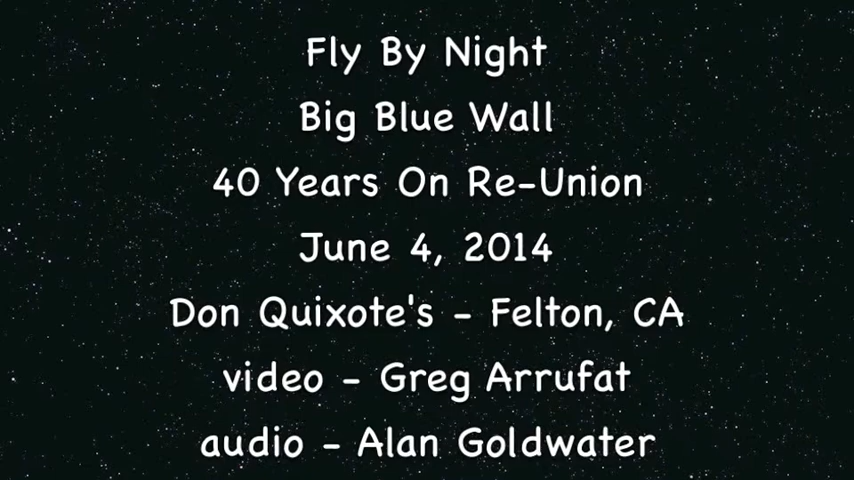 Fly By Night
Big Blue Wall
40 Years On Re-Union
June 4, 2014
Don Quixote's - Felton, CA
video - Greg Arrufat
audio - Alan Goldwater